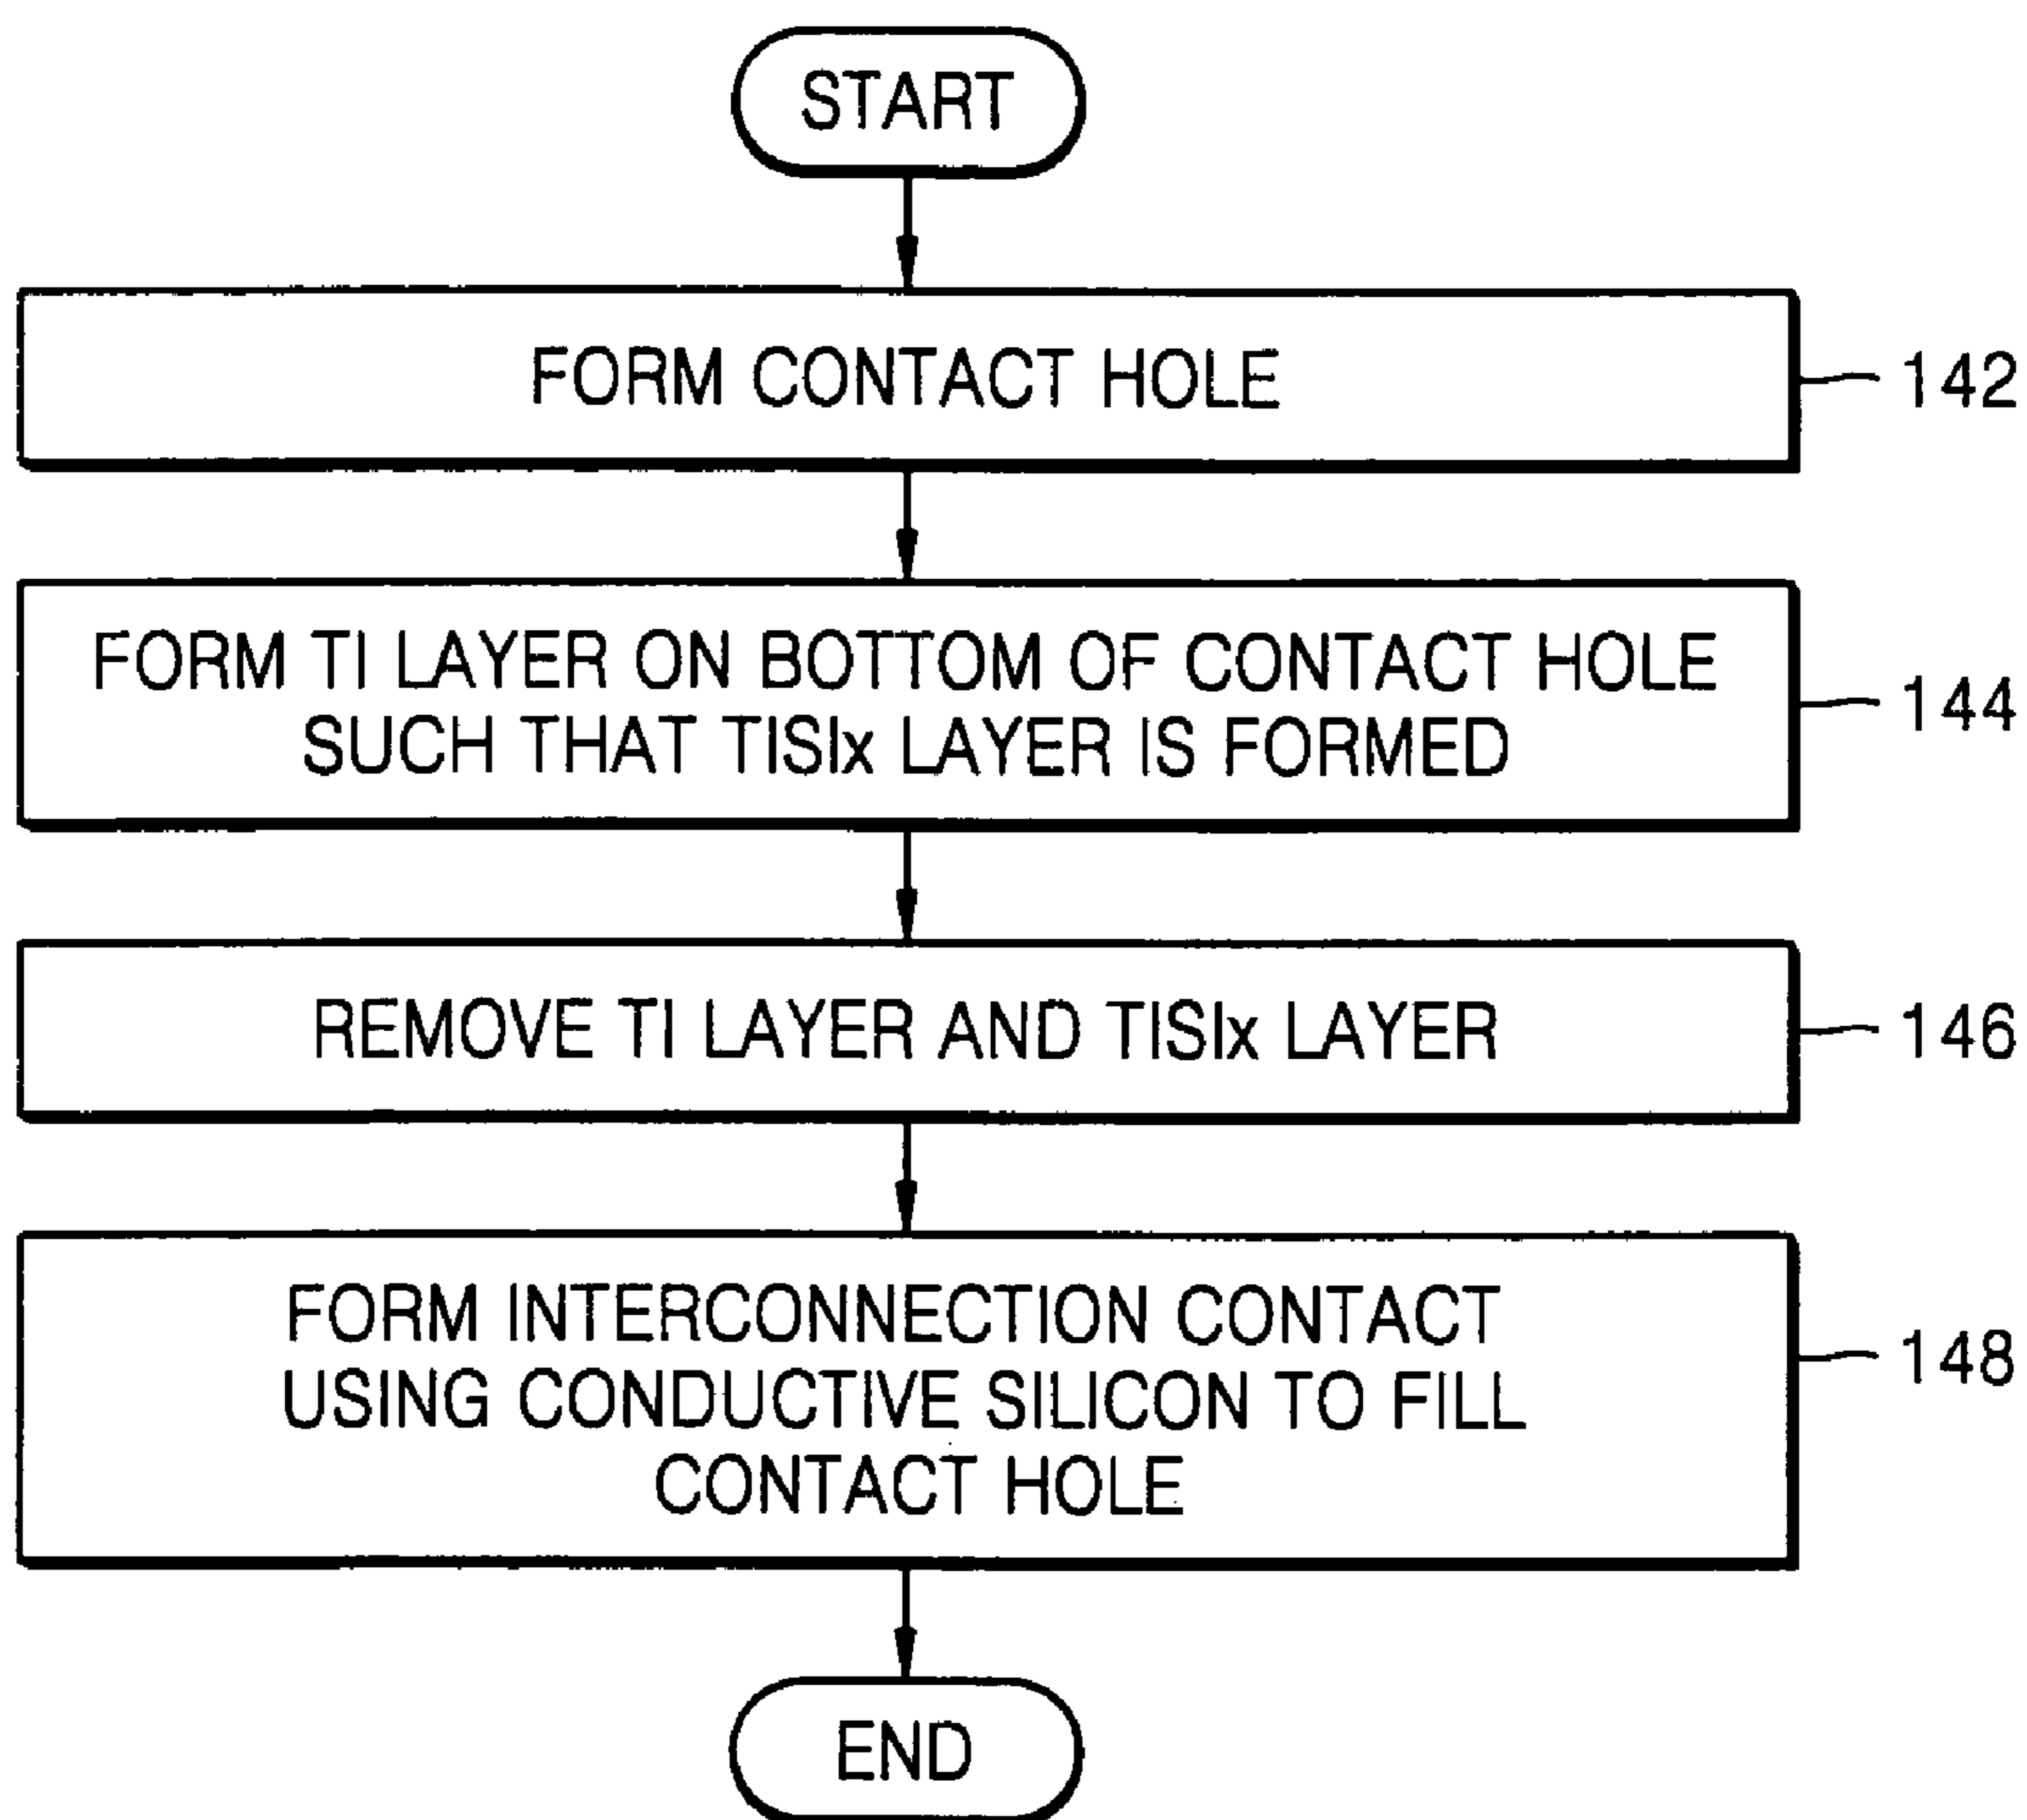 START
FORM CONTACT HOLE
142
FORM TI LAYER ON BOTTOM OF CONTACT HOLE
SUCH THAT TISIx LAYER IS FORMED
144
REMOVE TI LAYER AND TISIx LAYER
146
FORM INTERCONNECTION CONTACT
USING CONDUCTIVE SILICON TO FILL
CONTACT HOLE
148
END